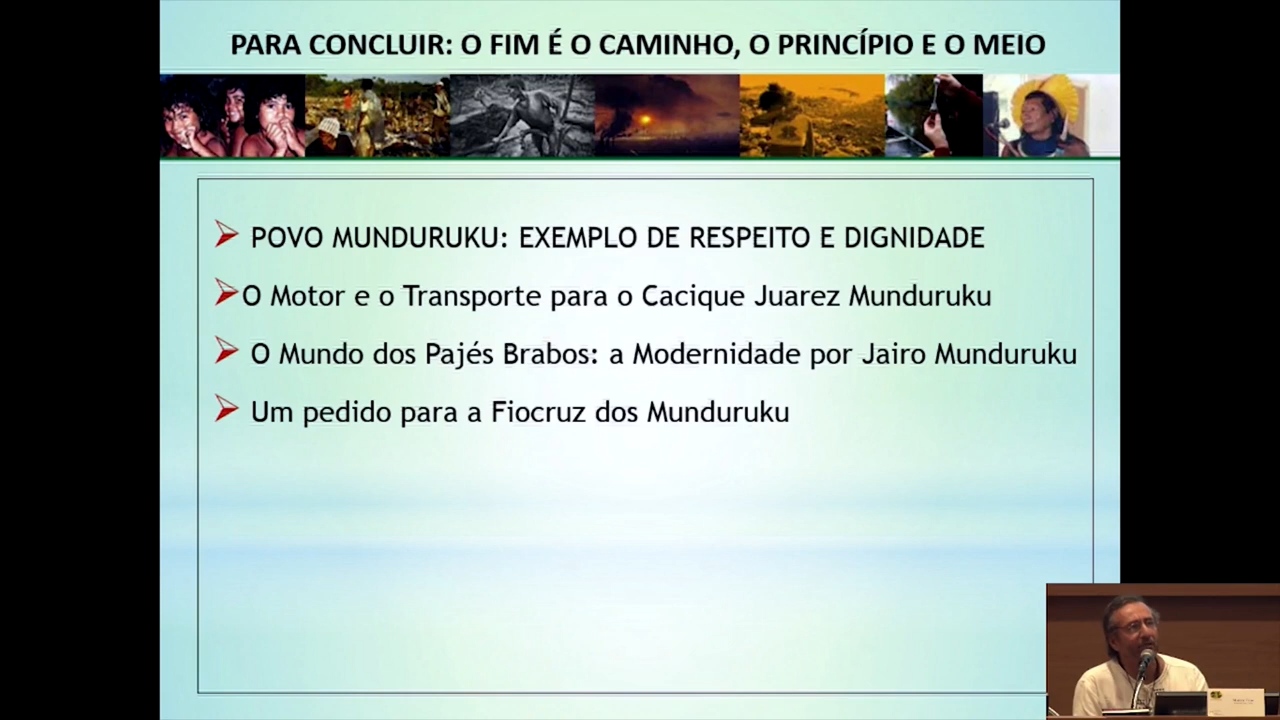 PARA CONCLUIR: O FIM É O CAMINHO, O PRINCÍPIO E O MEIO
POVO MUNDURUKU: EXEMPLO DE RESPEITO E DIGNIDADE
O Motor e o Transporte para o Cacique Juarez Munduruku
O Mundo dos Pajés Brabos: a Modernidade por Jairo Munduruku
Um pedido para a Fiocruz dos Munduruku